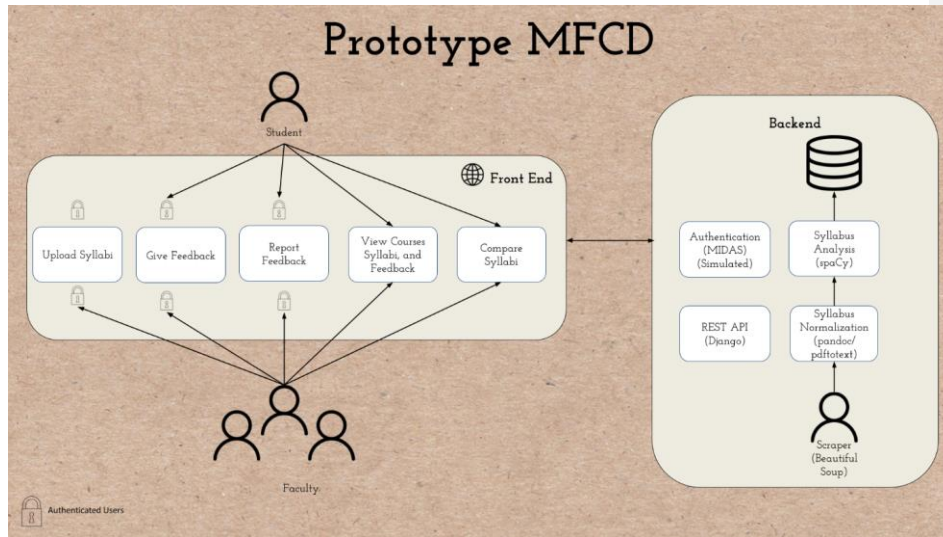 Prototype MFCD
Student
Front End
Upload Syllabi
Give Feedback
Report
Feedback
View Courses
Syllabi, and
Feedback
Compare
Syllabi
Faculty
Authenticated Users
Backend
Authentication
(MIDAS)
(Simulated)
Syllabus
Analysis
(spaCy)
REST API
(Django)
Syllabus
Normalization
(pandoc/
pdftotext)
Scraper
(Beautiful
Soup)